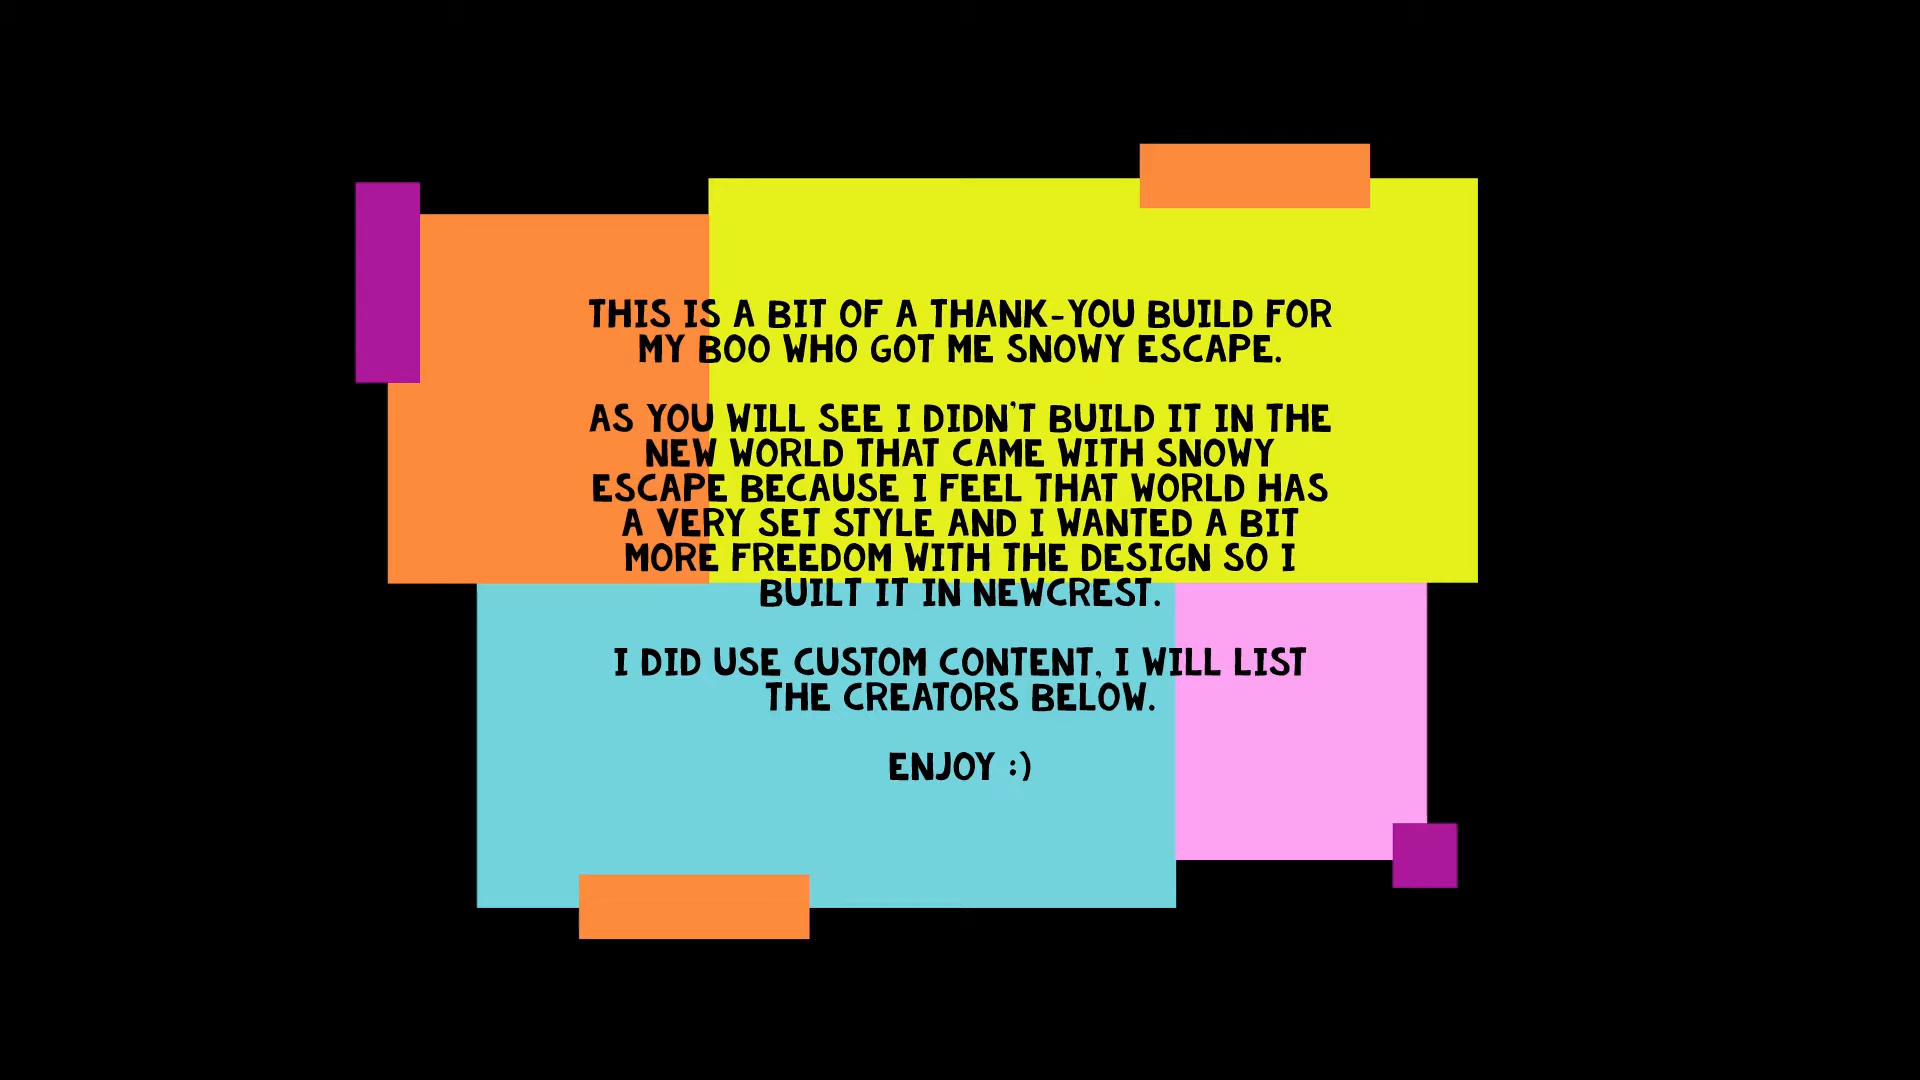 THIS IS A BIT OF A THANK-YOU BUILD FOR
MY BOO WHO GOT ME SNOWY ESCAPE.
AS YOU WILL SEE I DIDN'T BUILD IT IN THE
NEW WORLD THAT CAME WITH SNOWY
ESCAPE BECAUSE I FEEL THAT WORLD HAS
A VERY SET STYLE AND I WANTED A BIT
MORE FREEDOM WITH THE DESIGN SO I
BUILT IT IN NEWCREST.
I DID USE CUSTOM CONTENT, I WILL LIST
THE CREATORS BELOW.
ENJOY :)